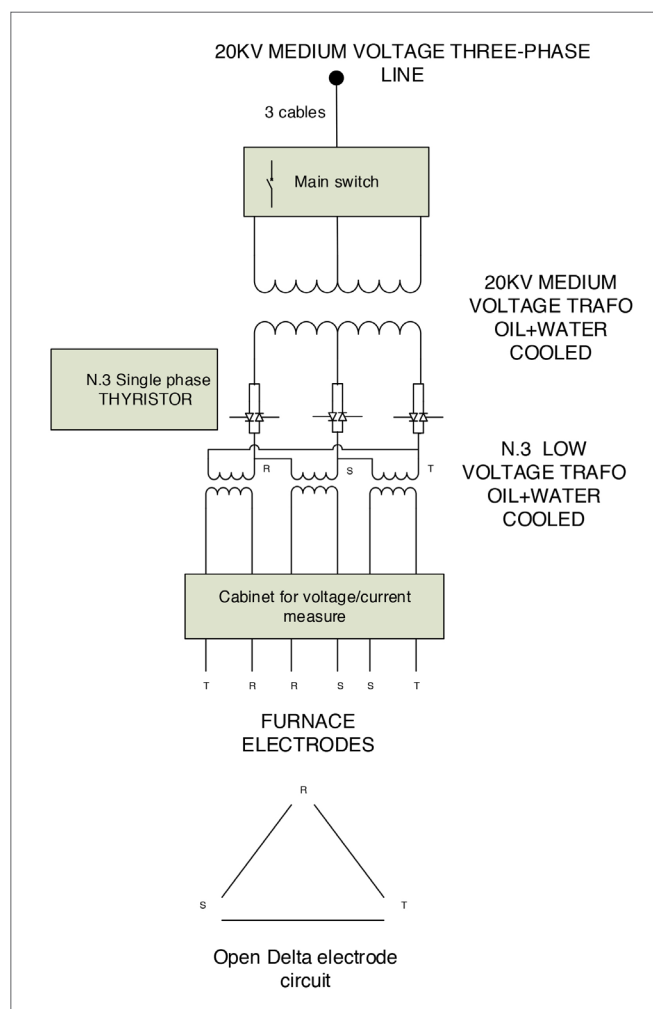 20KV MEDIUM VOLTAGE THREE-PHASE
LINE
3 cables
Main switch
20KV MEDIUM
VOLTAGE TRAFO
OIL+WATER
COOLED
N.3 Single phase
THYRISTOR
N.3 LOW
VOLTAGE TRAFO
OIL+WATER
COOLED
R S T
Cabinet for voltage/current
measure
T R R S S T
FURNACE
ELECTRODES
R
S T
Open Delta electrode
circuit